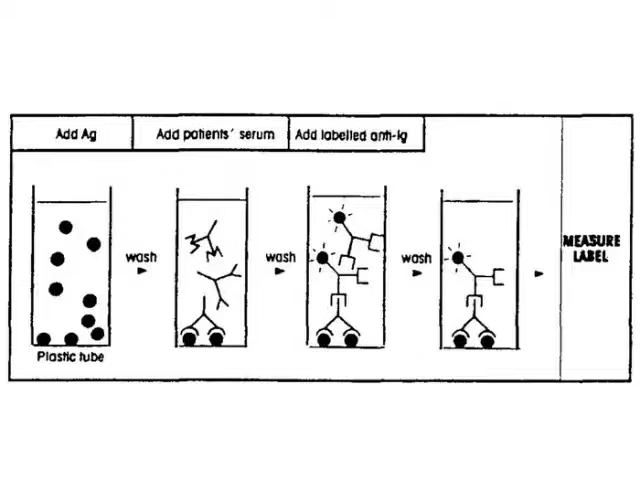 Add Ag
Add patients' serum
Add labelled anti-Ig
wash
wash
wash
MEASURE
LABEL
Plastic tube